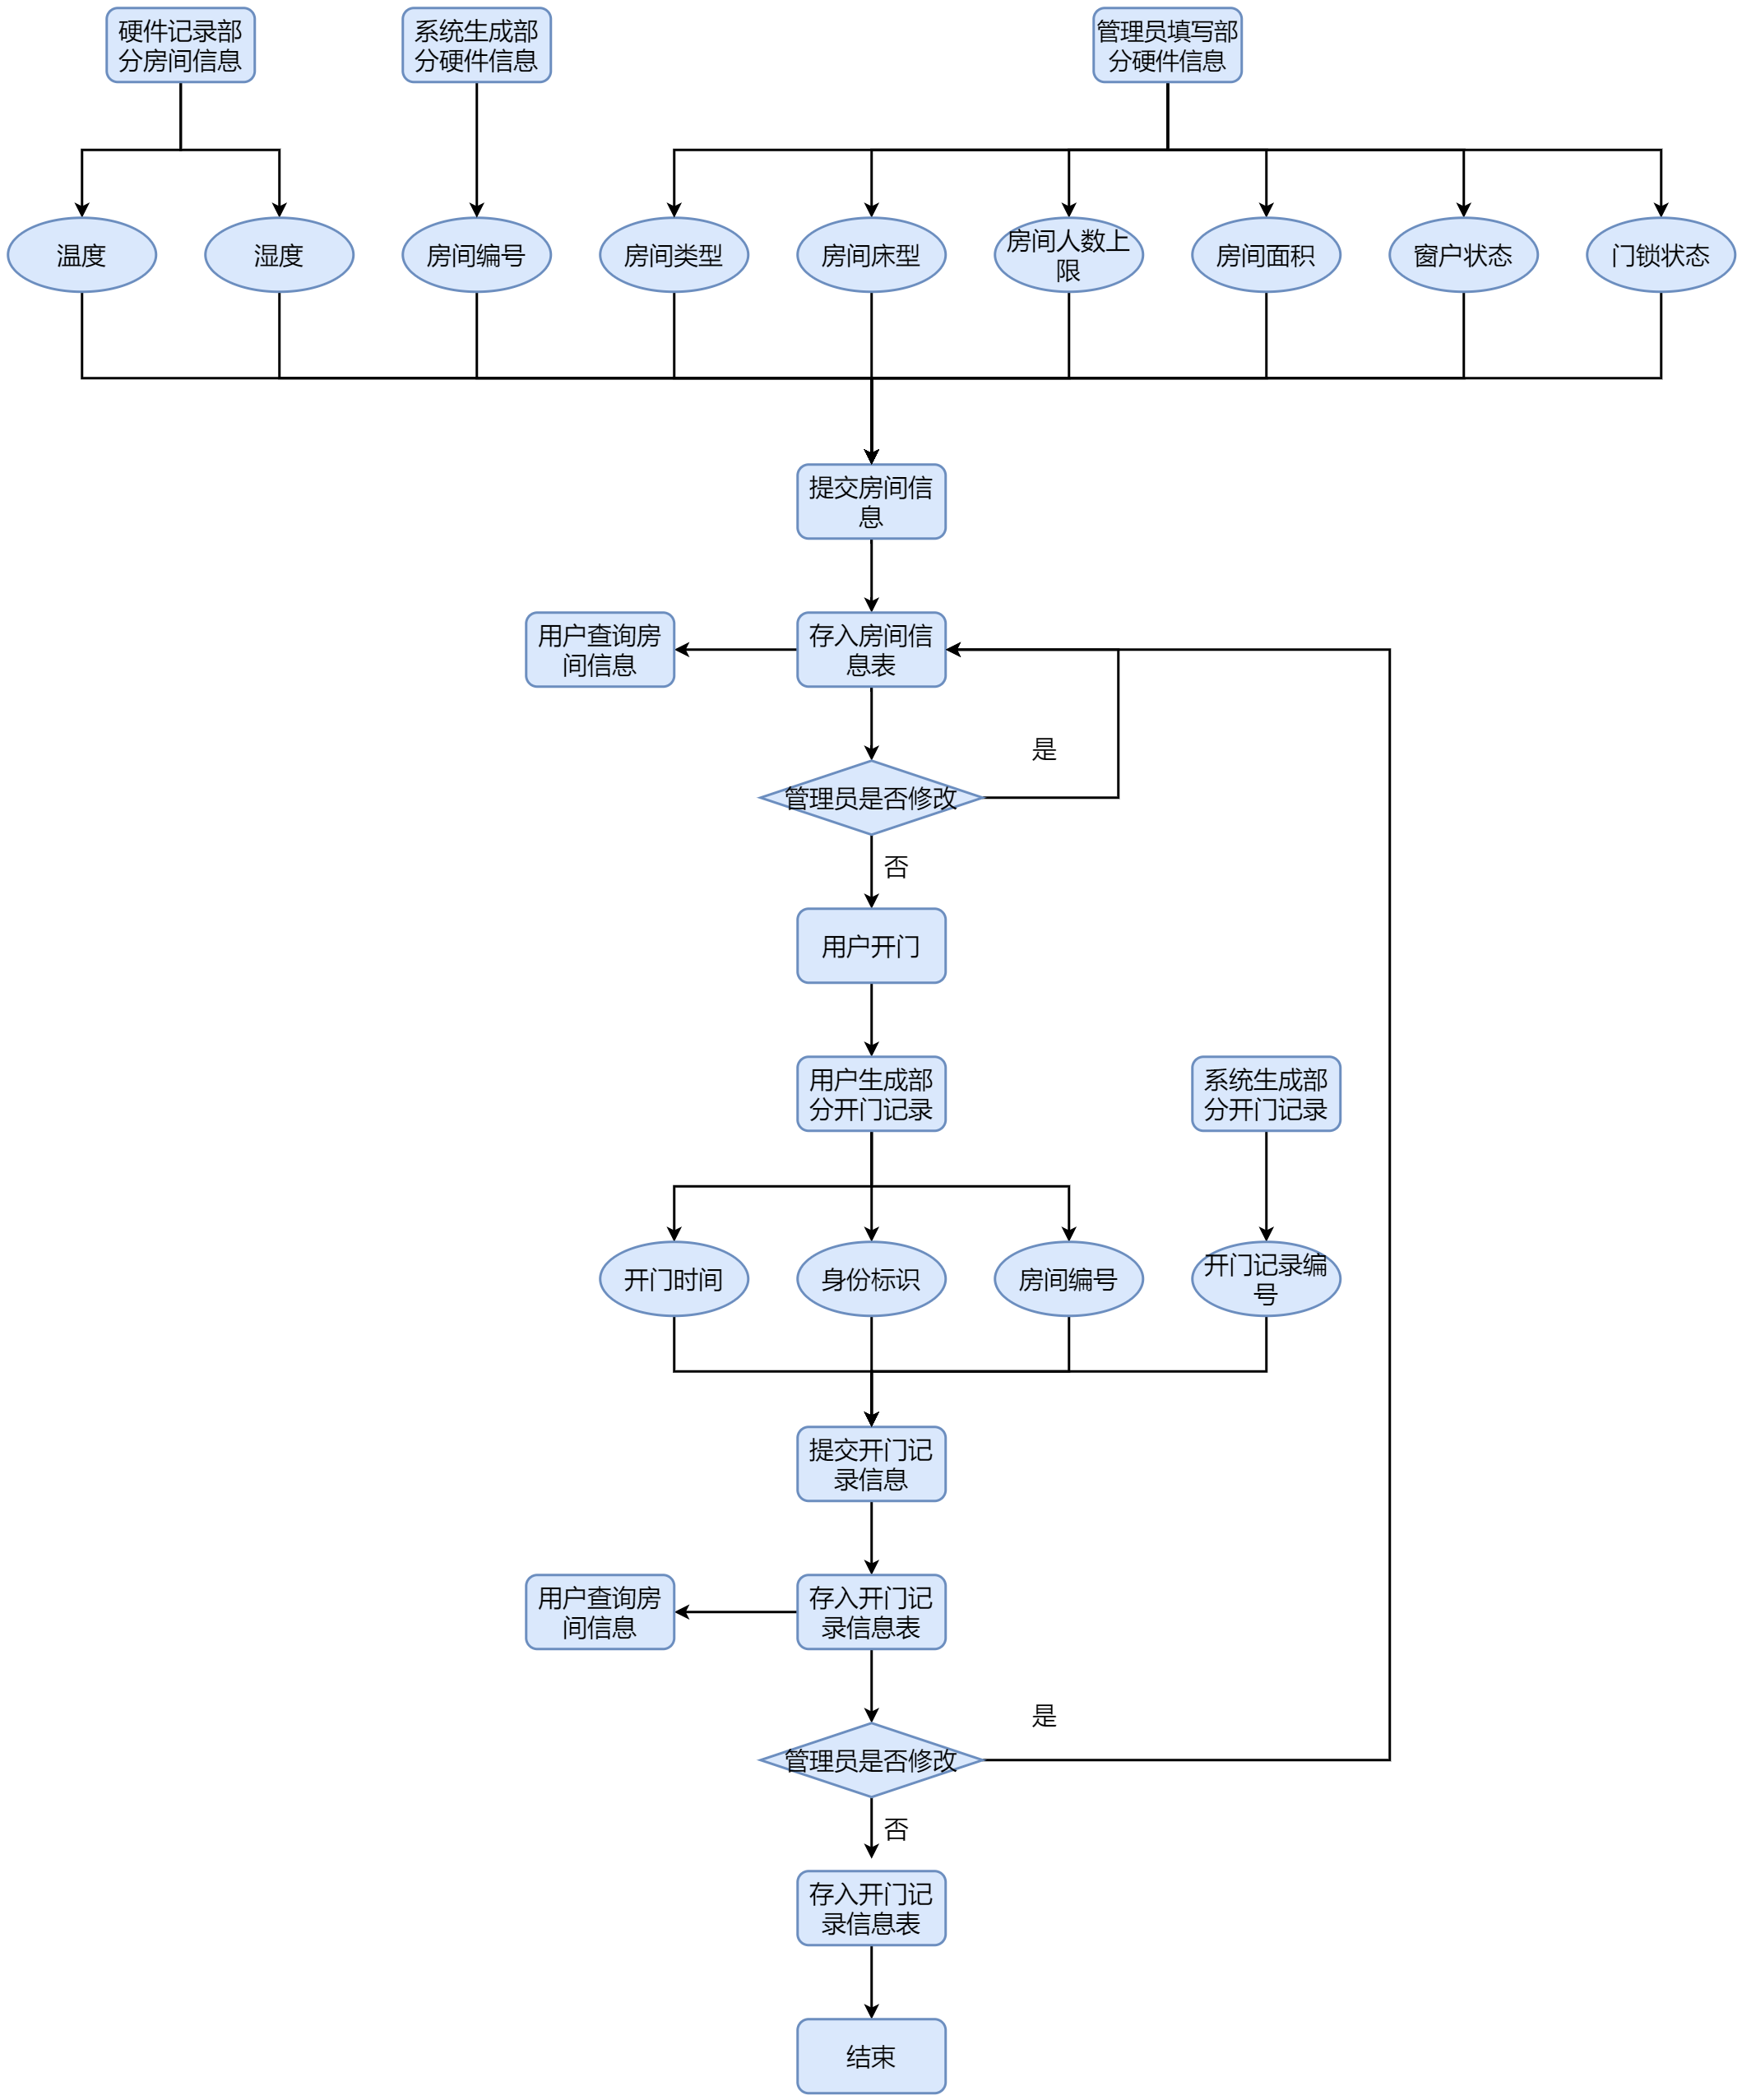 硬件记录部
分房间信息
系统生成部
分硬件信息
管理员填写部
分硬件信息
温度
湿度
房间编号
房间类型
房间床型
房间人数上
限
房间面积
窗户状态
门锁状态
提交房间信
息
用户查询房
间信息
存入房间信
息表
是
管理员是否修改
否
用户开门
用户生成部
分开门记录
系统生成部
分开门记录
开门时间
身份标识
房间编号
开门记录编
号
提交开门记
录信息
用户查询房
间信息
存入开门记
录信息表
是
管理员是否修改
否
存入开门记
录信息表
结束